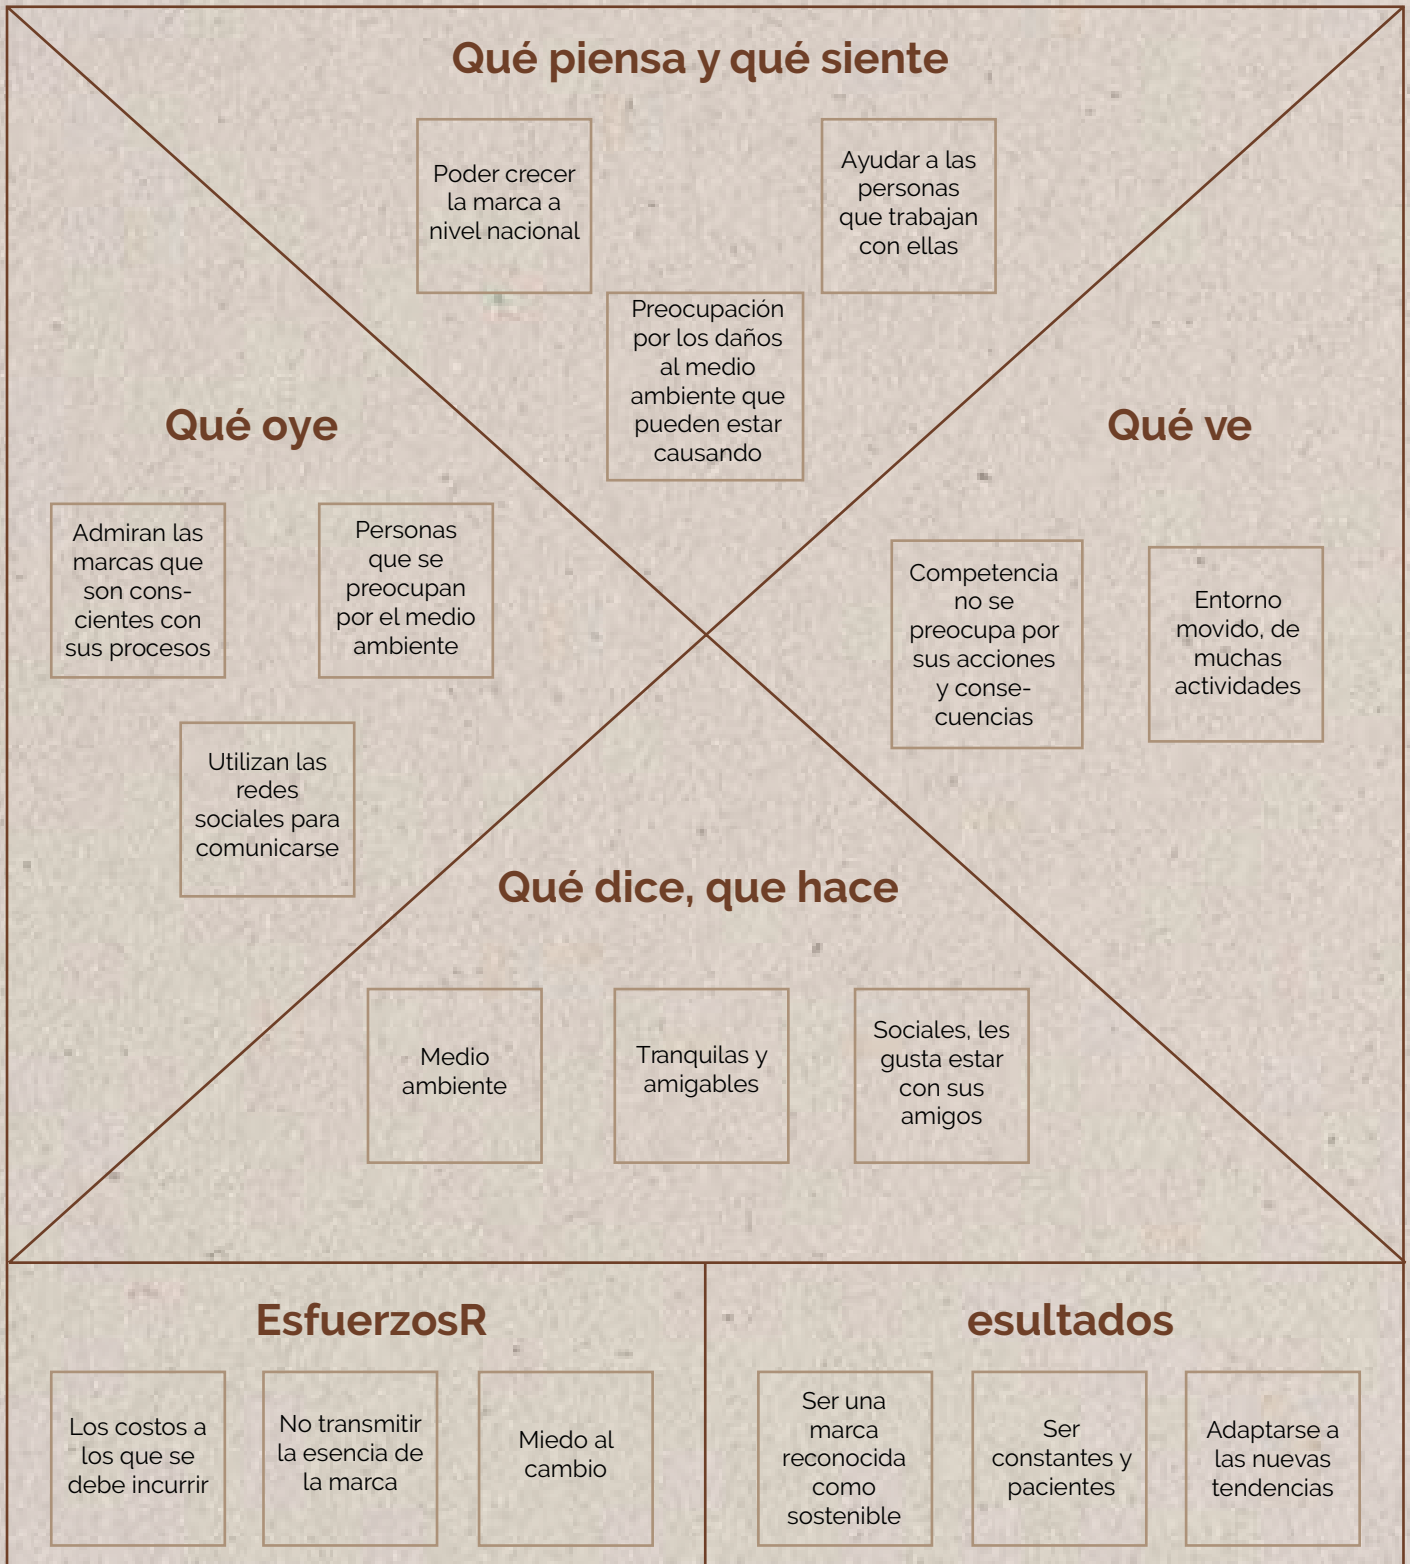 Qué piensa y qué siente
Poder crecer
la marca a
nivel nacional
Ayudar a las
personas
que trabajan
con ellas
Preocupación
por los daños
al medio
ambiente que
pueden estar
causando
Qué oye
Admiran las
marcas que
son cons-
cientes con
sus procesos
Personas
que se
preocupan
por el medio
ambiente
Utilizan las
redes
sociales para
comunicarse
Qué ve
Competencia
no se
preocupa por
sus acciones
y conse-
cuencias
Entorno
movido, de
muchas
actividades
Qué dice, que hace
Medio
ambiente
Tranquilas y
amigables
Sociales, les
gusta estar
con sus
amigos
EsfuerzosR
Los costos a
los que se
debe incurrir
No transmitir
la esencia de
la marca
Miedo al
cambio
esultados
Ser una
marca
reconocida
como
sostenible
Ser
constantes y
pacientes
Adaptarse a
las nuevas
tendencias